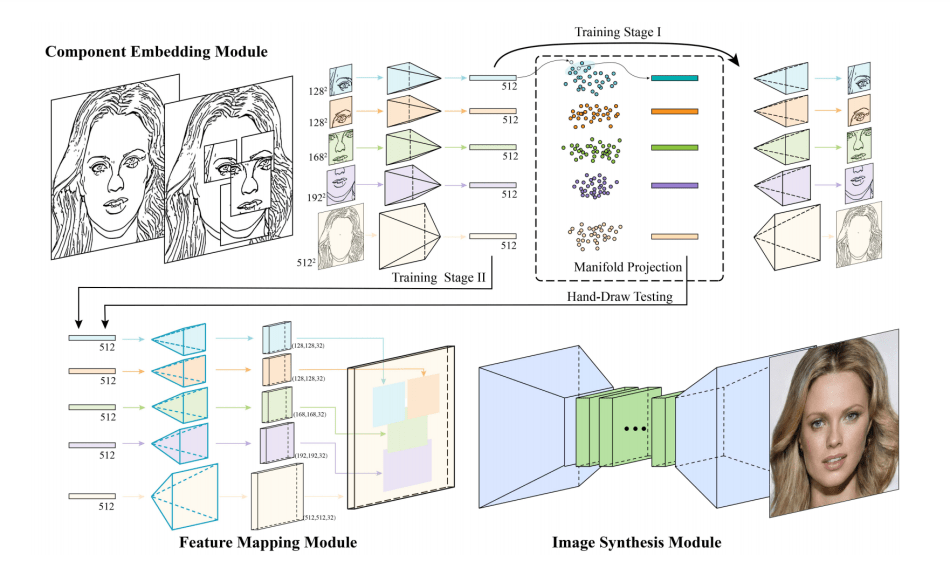 Training Stage I
Component Embedding Module
128²
512
128²
512
168²
512
192²
512
512²
512
Training Stage II
Manifold Projection
Hand-Draw Testing
512
(128,128,32)
512
(128,128,32)
512
(168,168,32)
512
(192,192,32)
512
(512,512,32)
Feature Mapping Module
Image Synthesis Module